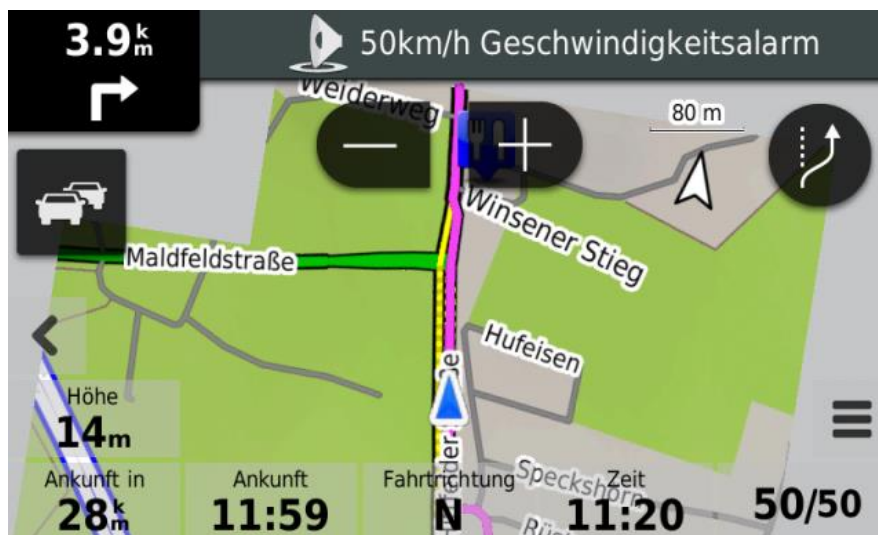 3.9 km
50km/h Geschwindigkeitsalarm
Weiderweg
80 m
Winsener Stieg
Maldfeldstraße
Hufeisen
Höhe
14m
Ankunft in
28 km
Ankunft
11:59
Fahrtrichtung
N
Speckshorn
Zeit
11:20
50/50